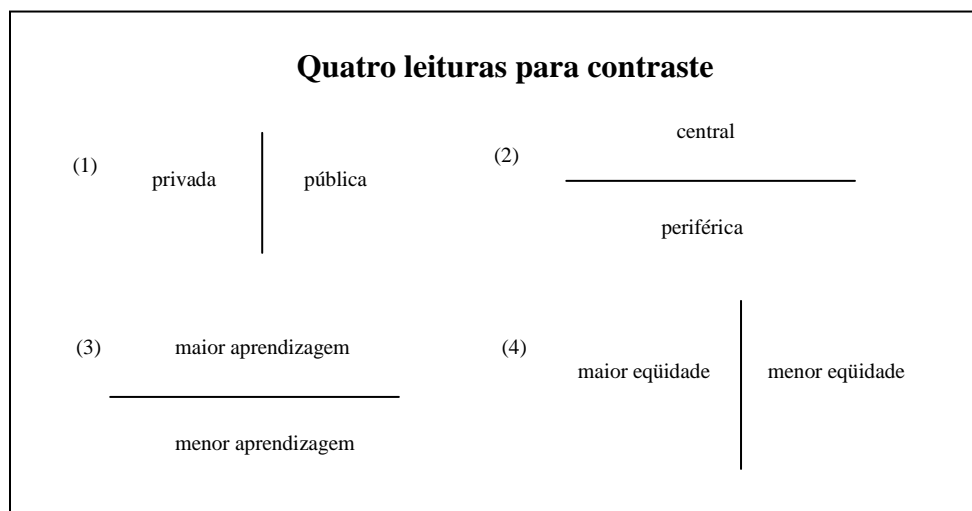 Quatro leituras para contraste
(1)
privada
pública
(2)
central
periférica
(3)
maior aprendizagem
menor aprendizagem
(4)
maior eqüidade
menor eqüidade